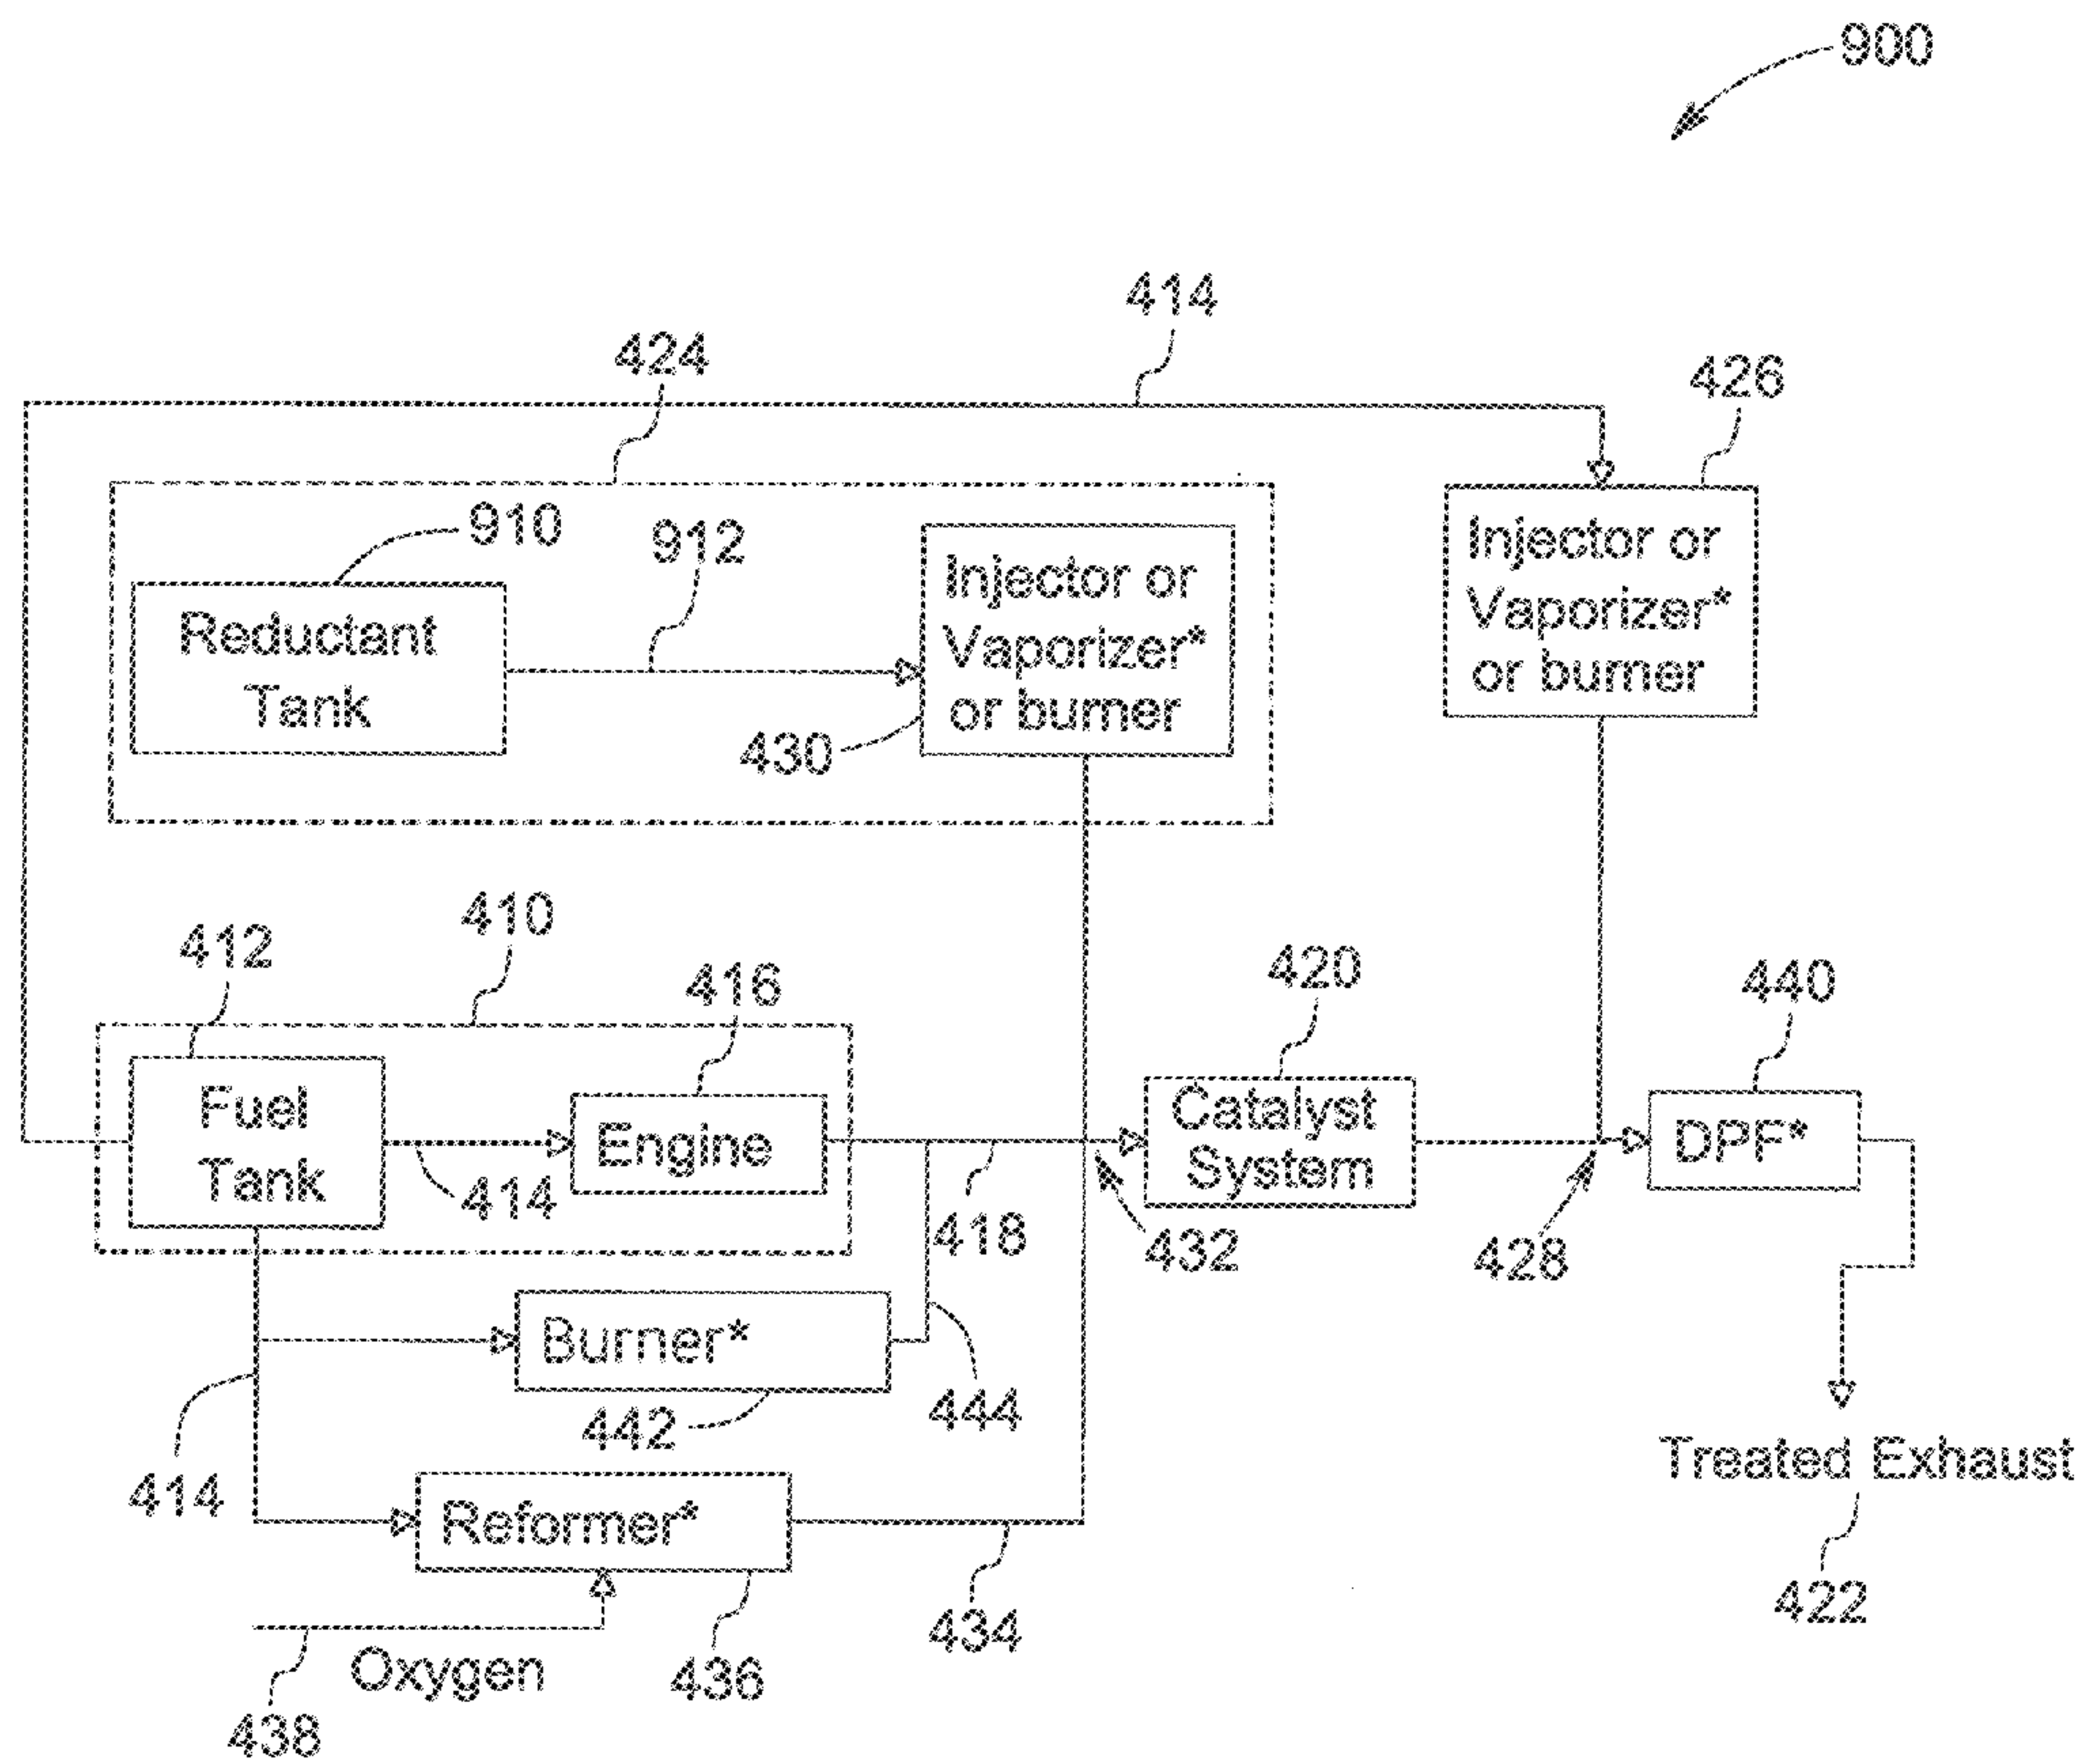 900
414
424
426
910
912
Injector or
Vaporizer*
or burner
Injector or
Vaporizer*
or burner
Reductant
Tank
430
410
412
416
420
440
Fuel
Tank
Engine
Catalyst
System
DPF*
414
418
432
428
Burner*
444
442
414
Treated Exhaust
Reformer*
422
434
Oxygen
436
438